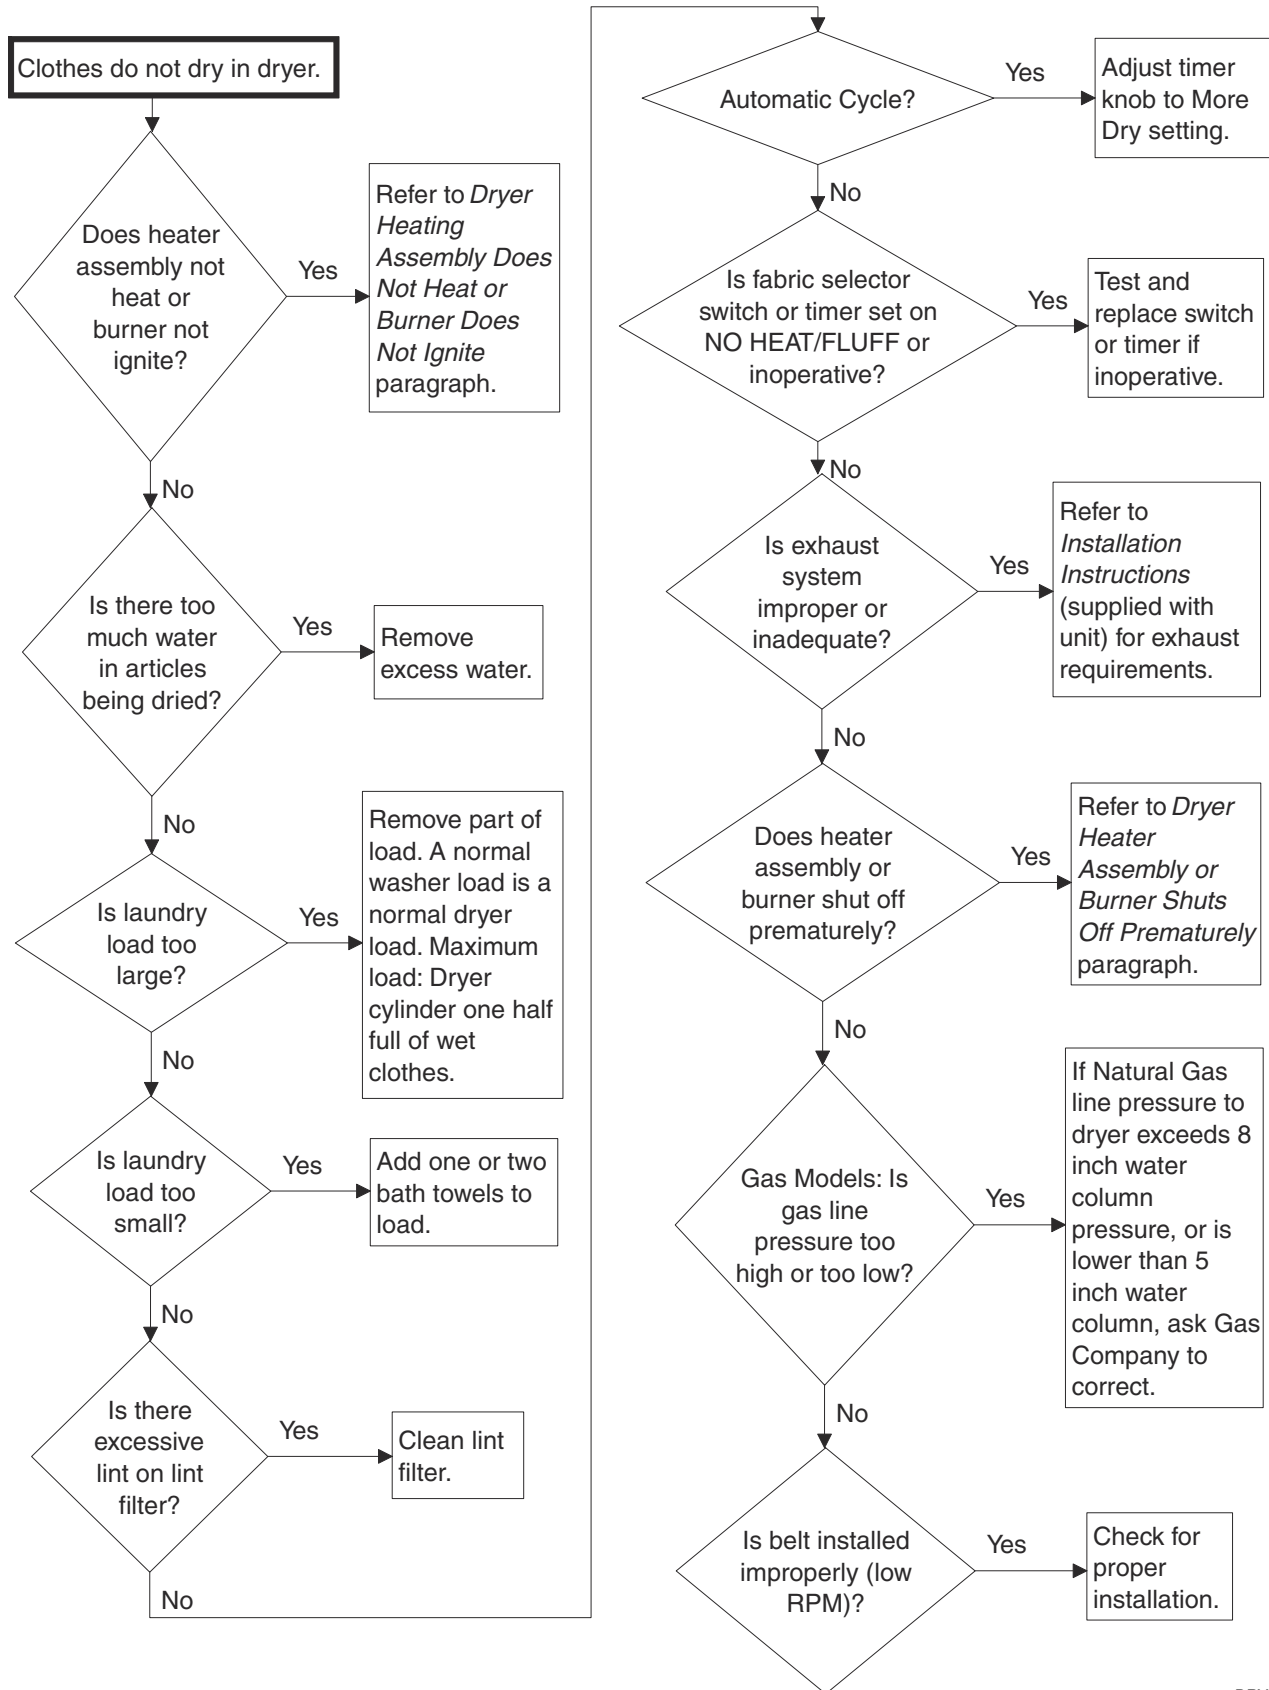 Clothes do not dry in dryer.
Does heater
assembly not
heat or
burner not
ignite?
Yes
Refer to Dryer
Heating
Assembly Does
Not Heat or
Burner Does
Not Ignite
paragraph.
No
Is there too
much water
in articles
being dried?
Yes
Remove
excess water.
No
Is laundry
load too
large?
Yes
Remove part of
load. A normal
washer load is a
normal dryer
load. Maximum
load: Dryer
cylinder one half
full of wet
clothes.
No
Is laundry
load too
small?
Yes
Add one or two
bath towels to
load.
No
Is there
excessive
lint on lint
filter?
Yes
Clean lint
filter.
No
Automatic Cycle?
Yes
Adjust timer
knob to More
Dry setting.
No
Is fabric selector
switch or timer set on
NO HEAT/FLUFF or
inoperative?
Yes
Test and
replace switch
or timer if
inoperative.
No
Is exhaust
system
improper or
inadequate?
Yes
Refer to
Installation
Instructions
(supplied with
unit) for exhaust
requirements.
No
Does heater
assembly or
burner shut off
prematurely?
Yes
Refer to Dryer
Heater
Assembly or
Burner Shuts
Off Prematurely
paragraph.
No
Gas Models: Is
gas line
pressure too
high or too low?
Yes
If Natural Gas
line pressure to
dryer exceeds 8
inch water
column
pressure, or is
lower than 5
inch water
column, ask Gas
Company to
correct.
No
Is belt installed
improperly (low
RPM)?
Yes
Check for
proper
installation.